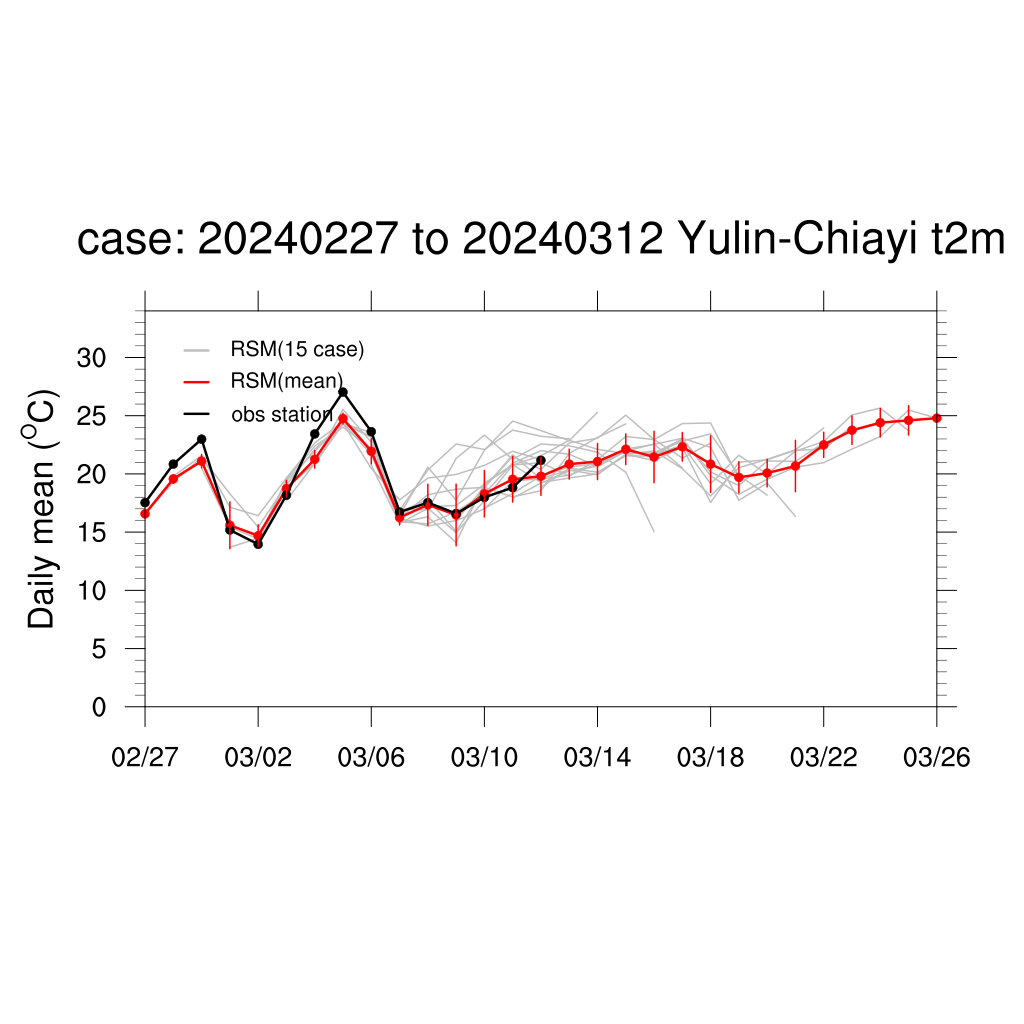 case: 20240227 to 20240312 Yulin-Chiayi t2m
RSM(15 case)
RSM(mean)
obs station
Daily mean (°C)
30
25
20
15
10
5
0
02/27 03/02 03/06 03/10 03/14 03/18 03/22 03/26